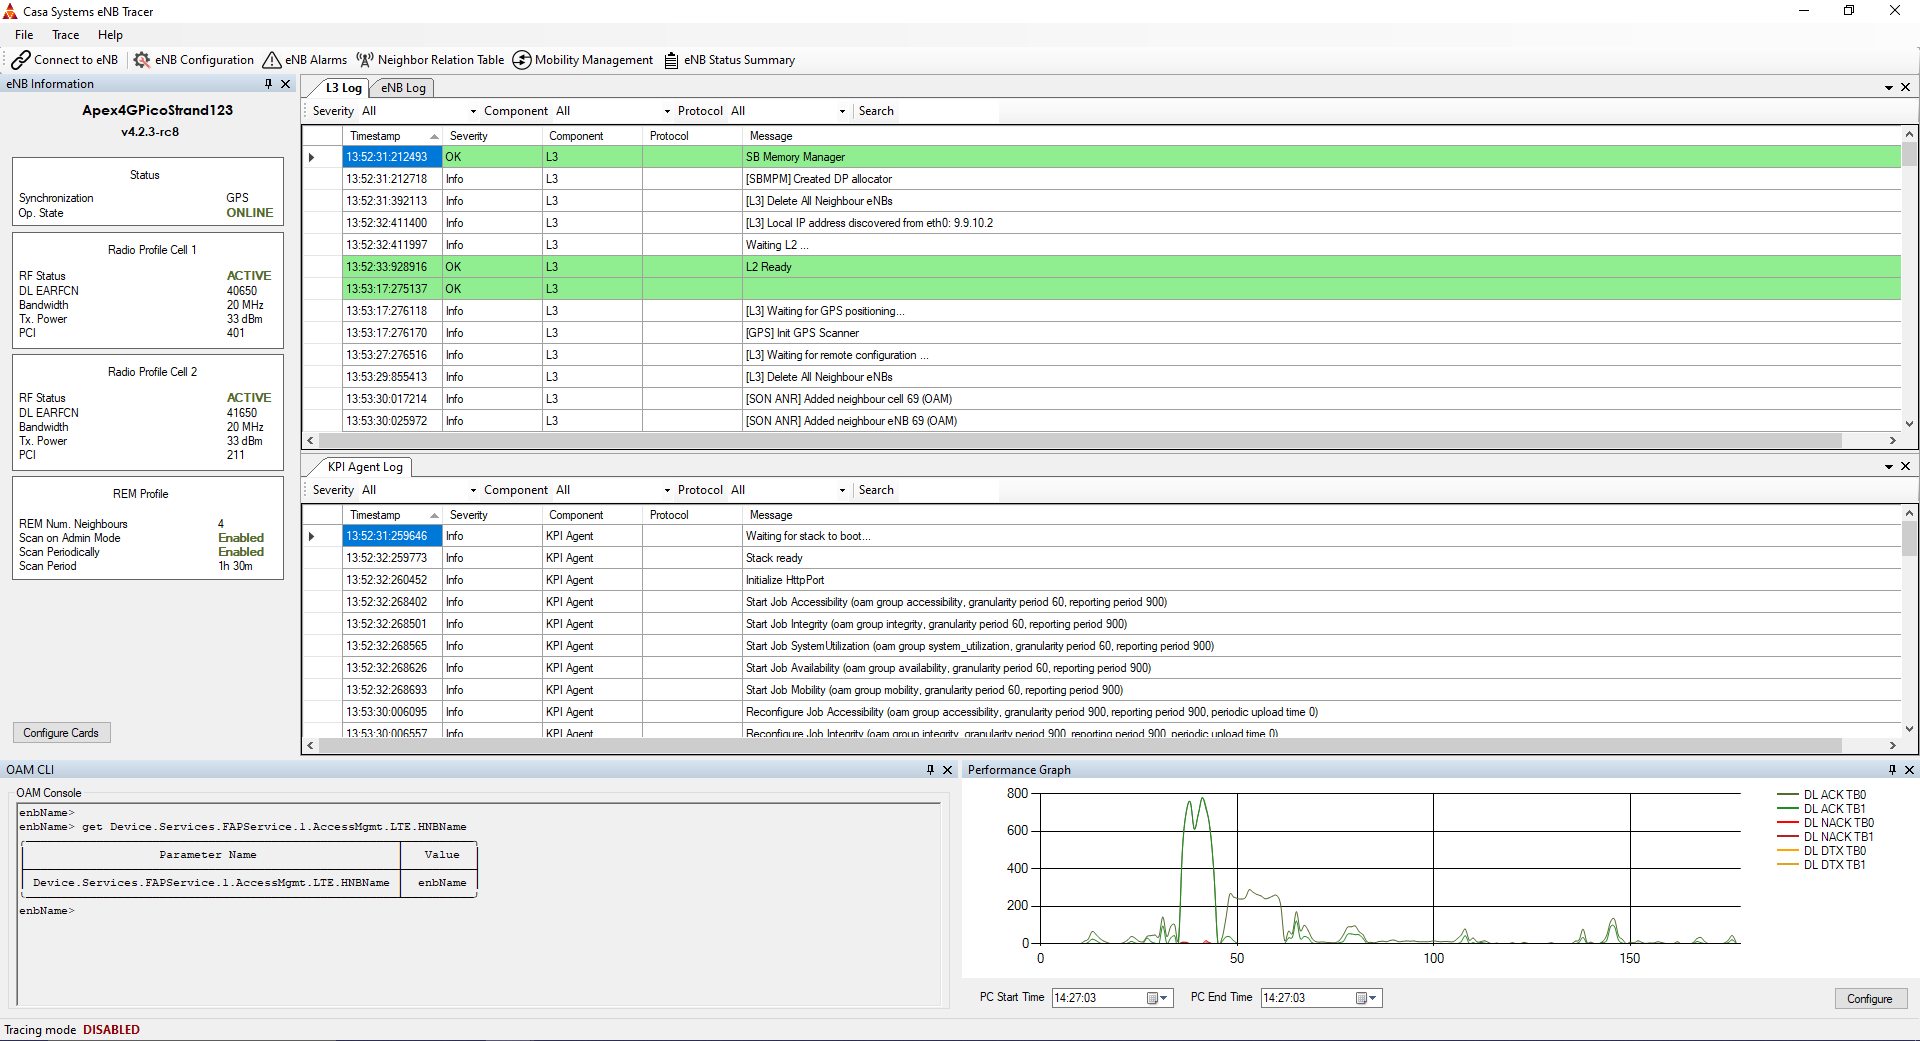 Casa Systems eNB Tracer
File Trace Help
Connect to eNB eNB Configuration eNB Alarms Neighbor Relation Table Mobility Management eNB Status Summary
eNB Information
Apex4GPicoStrand123
v4.2.3-rc8
Status
Synchronization GPS
Op. State ONLINE
Radio Profile Cell 1
RF Status ACTIVE
DL EARFCN 40650
Bandwidth 20 MHz
Tx. Power 33 dBm
PCI 401
Radio Profile Cell 2
RF Status ACTIVE
DL EARFCN 41650
Bandwidth 20 MHz
Tx. Power 33 dBm
PCI 211
REM Profile
REM Num. Neighbours 4
Scan on Admin Mode Enabled
Scan Periodically Enabled
Scan Period 1h 30m
Configure Cards
L3 Log eNB Log
Severity All Component All Protocol All Search
Timestamp Severity Component Protocol Message
13:52:31:212493 OK L3 SB Memory Manager
13:52:31:212718 Info L3 [SBMPM] Created DP allocator
13:52:31:392113 Info L3 [L3] Delete All Neighbour eNBs
13:52:32:411400 Info L3 [L3] Local IP address discovered from eth0: 9.9.10.2
13:52:32:411997 Info L3 Waiting L2 ...
13:52:33:928916 OK L3 L2 Ready
13:53:17:275137 OK L3
13:53:17:276118 Info L3 [L3] Waiting for GPS positioning...
13:53:17:276170 Info L3 [GPS] Init GPS Scanner
13:53:27:276516 Info L3 [L3] Waiting for remote configuration ...
13:53:29:855413 Info L3 [L3] Delete All Neighbour eNBs
13:53:30:017214 Info L3 [SON ANR] Added neighbour cell 69 (OAM)
13:53:30:025972 Info L3 [SON ANR] Added neighbour eNB 69 (OAM)
KPI Agent Log
Severity All Component All Protocol All Search
Timestamp Severity Component Protocol Message
13:52:31:259646 Info KPI Agent Waiting for stack to boot...
13:52:32:259773 Info KPI Agent Stack ready
13:52:32:260452 Info KPI Agent Initialize HttpPort
13:52:32:268402 Info KPI Agent Start Job Accessibility (oam group accessibility, granularity period 60, reporting period 900)
13:52:32:268501 Info KPI Agent Start Job Integrity (oam group integrity, granularity period 60, reporting period 900)
13:52:32:268565 Info KPI Agent Start Job SystemUtilization (oam group system_utilization, granularity period 60, reporting period 900)
13:52:32:268626 Info KPI Agent Start Job Availability (oam group availability, granularity period 60, reporting period 900)
13:52:32:268693 Info KPI Agent Start Job Mobility (oam group mobility, granularity period 60, reporting period 900)
13:53:30:006095 Info KPI Agent Reconfigure Job Accessibility (oam group accessibility, granularity period 900, reporting period 900, periodic upload time 0)
13:53:30:006557 Info KPI Agent Reconfigure Job Integrity (oam group integrity, granularity period 900, reporting period 900, periodic upload time 0)
OAM CLI
OAM Console
enbName>
enbName> get Device.Services.FAPService.1.AccessMgmt.LTE.HNBName
Parameter Name Value
Device.Services.FAPService.1.AccessMgmt.LTE.HNBName enbName
enbName>
Performance Graph
800
600
400
200
0
0 50 100 150
DL ACK TB0
DL ACK TB1
DL NACK TB0
DL NACK TB1
DL DTX TB0
DL DTX TB1
PC Start Time 14:27:03 PC End Time 14:27:03 Configure
Tracing mode DISABLED